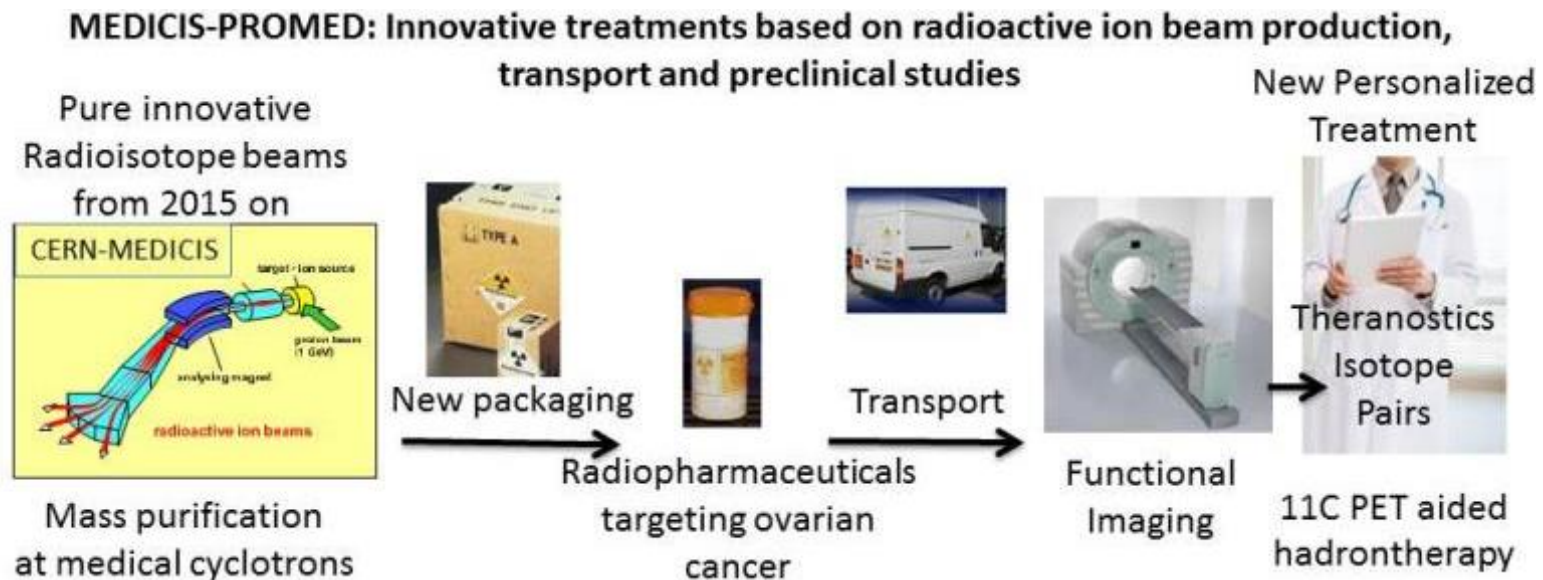 MEDICIS-PROMED: Innovative treatments based on radioactive ion beam production,
transport and preclinical studies
Pure innovative
Radioisotope beams
from 2015 on
CERN-MEDICIS
target - ion source
proton beam
(1 GeV)
analysing magnet
radioactive ion beams
Mass purification
at medical cyclotrons
TYPE A
New packaging
Radiopharmaceuticals
targeting ovarian
cancer
Transport
Functional
Imaging
New Personalized
Treatment
Theranostics
Isotope
Pairs
11C PET aided
hadrontherapy